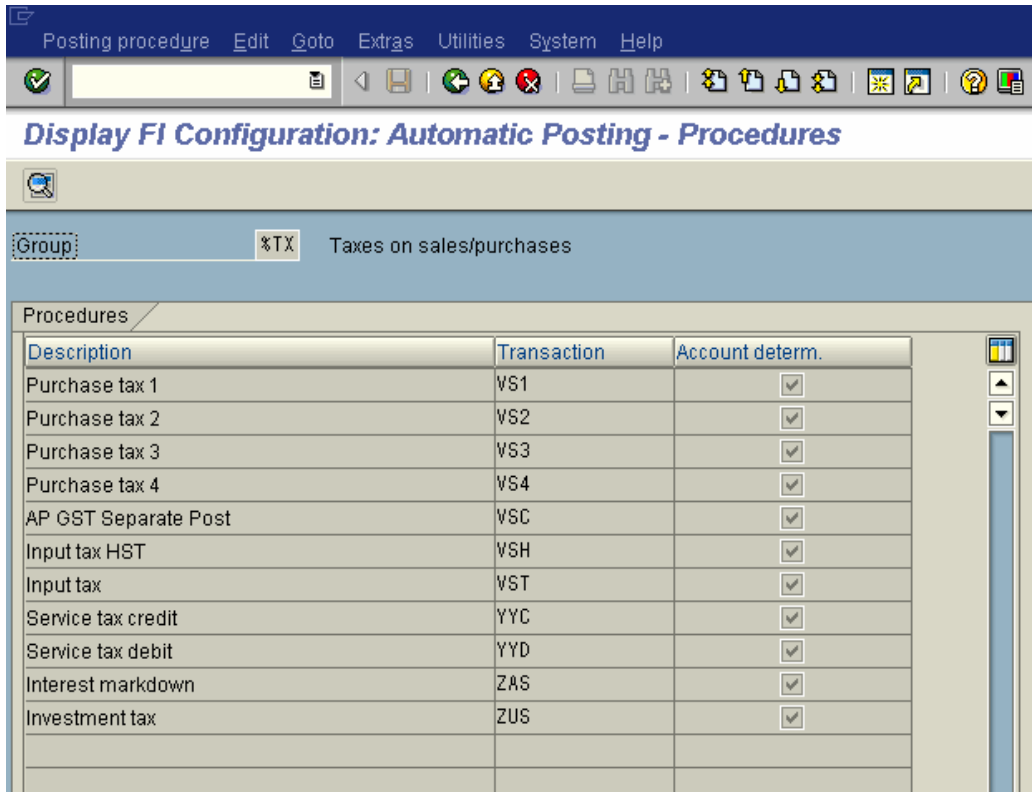 Posting procedure Edit Goto Extras Utilities System Help
Display FI Configuration: Automatic Posting - Procedures
Group %TX Taxes on sales/purchases
Procedures
Description Transaction Account determ.
Purchase tax 1 VS1
Purchase tax 2 VS2
Purchase tax 3 VS3
Purchase tax 4 VS4
AP GST Separate Post VSC
Input tax HST VSH
Input tax VST
Service tax credit YYC
Service tax debit YYD
Interest markdown ZAS
Investment tax ZUS